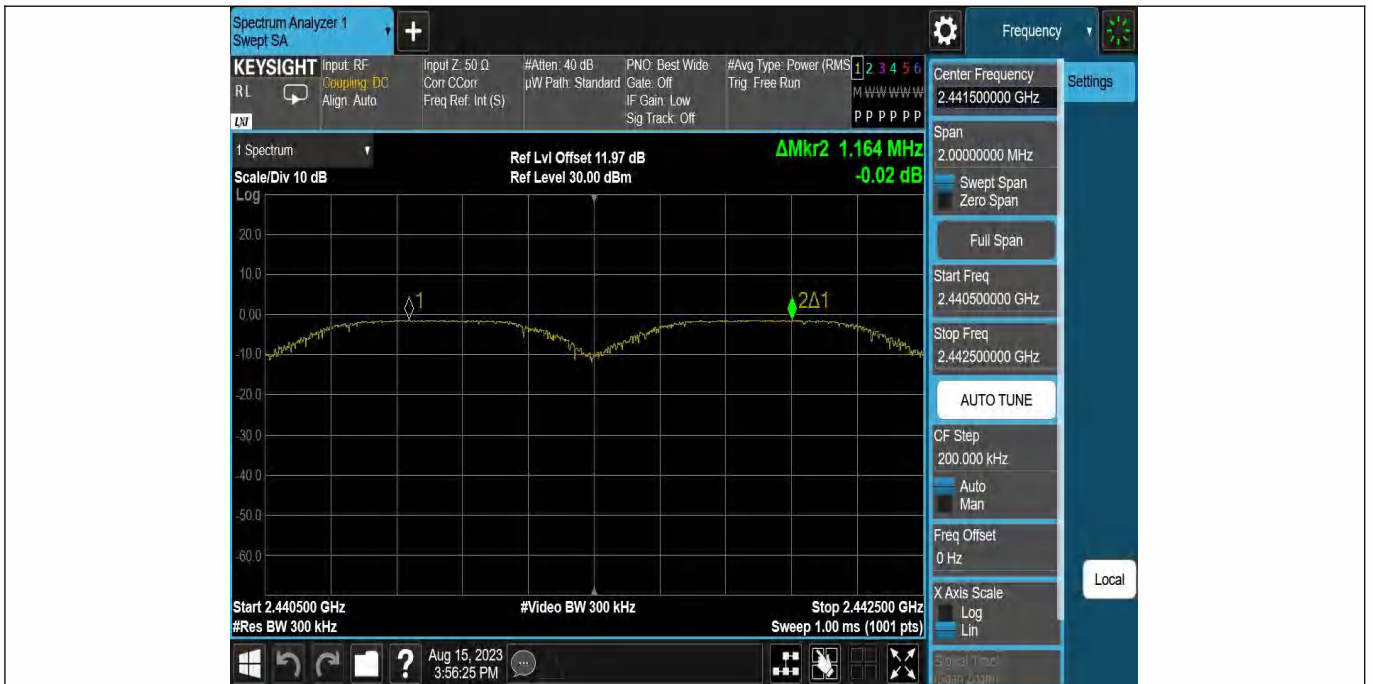 Spectrum Analyzer 1
Swept SA
+
Frequency
KEYSIGHT
RL
LXI
Input: RF
Coupling: DC
Align: Auto
Input Z: 50 Ω
Corr CCorr
Freq Ref: Int (S)
#Atten: 40 dB
µW Path: Standard
PNO: Best Wide
Gate: Off
IF Gain: Low
Sig Track: Off
#Avg Type: Power (RMS
Trig: Free Run
1 2 3 4 5 6
M W W W W W
P P P P P P
1 Spectrum
Scale/Div 10 dB
Ref Lvl Offset 11.97 dB
Ref Level 30.00 dBm
ΔMkr2 1.164 MHz
-0.02 dB
Log
20.0
10.0
0.00
-10.0
-20.0
-30.0
-40.0
-50.0
-60.0
1
2Δ1
Start 2.440500 GHz
#Res BW 300 kHz
#Video BW 300 kHz
Stop 2.442500 GHz
Sweep 1.00 ms (1001 pts)
Center Frequency
2.441500000 GHz
Settings
Span
2.00000000 MHz
Swept Span
Zero Span
Full Span
Start Freq
2.440500000 GHz
Stop Freq
2.442500000 GHz
AUTO TUNE
CF Step
200.000 kHz
Auto
Man
Freq Offset
0 Hz
X Axis Scale
Log
Lin
Local
Signal Track
(Span Zoom)
?
Aug 15, 2023
3:56:25 PM